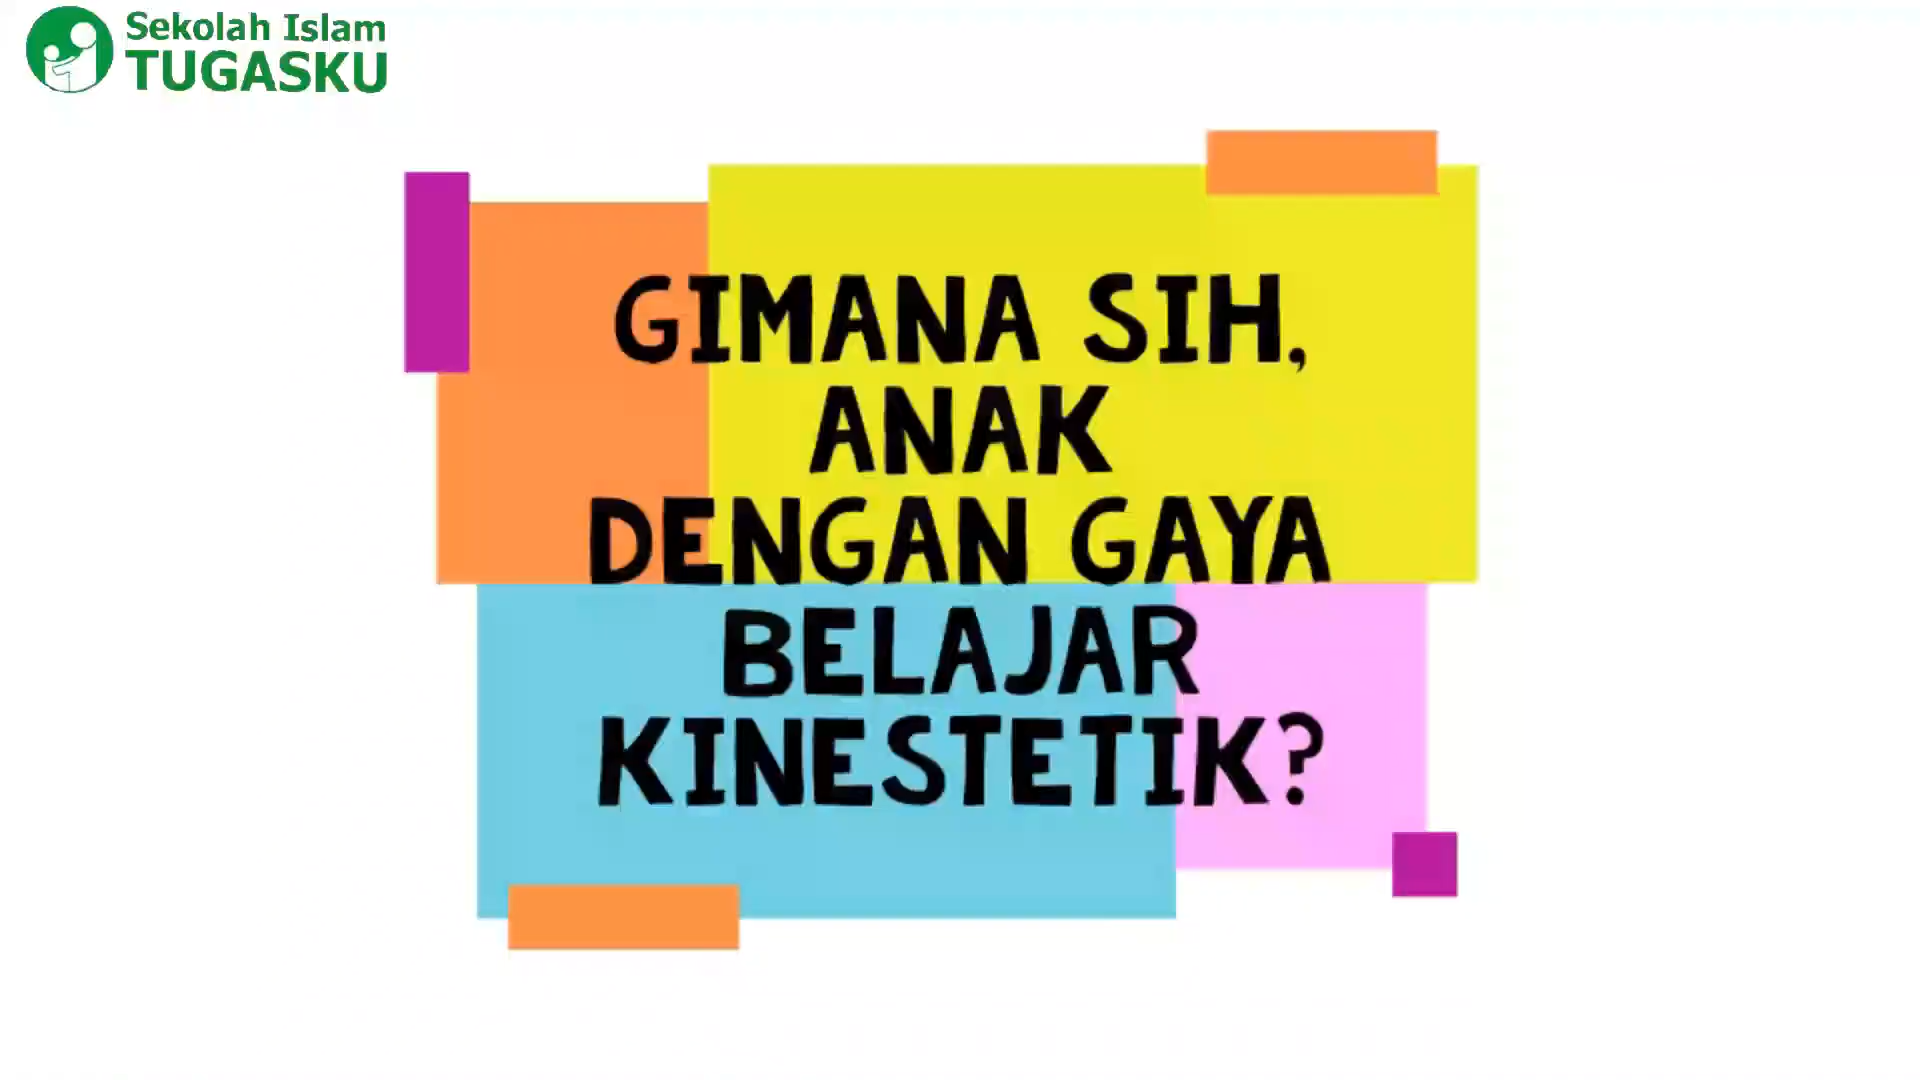 Sekolah Islam
TUGASKU
GIMANA SIH,
ANAK
DENGAN GAYA
BELAJAR
KINESTETIK?